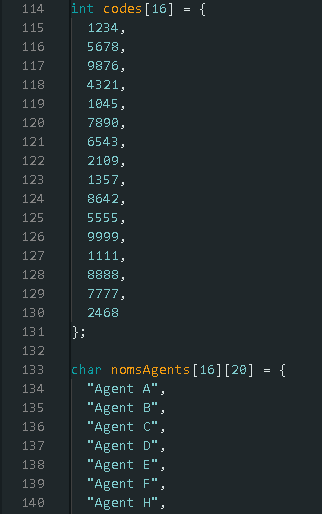 114 int codes[16] = {
115 1234,
116 5678,
117 9876,
118 4321,
119 1045,
120 7890,
121 6543,
122 2109,
123 1357,
124 8642,
125 5555,
126 9999,
127 1111,
128 8888,
129 7777,
130 2468
131 };
132
133 char nomsAgents[16][20] = {
134 "Agent A",
135 "Agent B",
136 "Agent C",
137 "Agent D",
138 "Agent E",
139 "Agent F",
140 "Agent H",